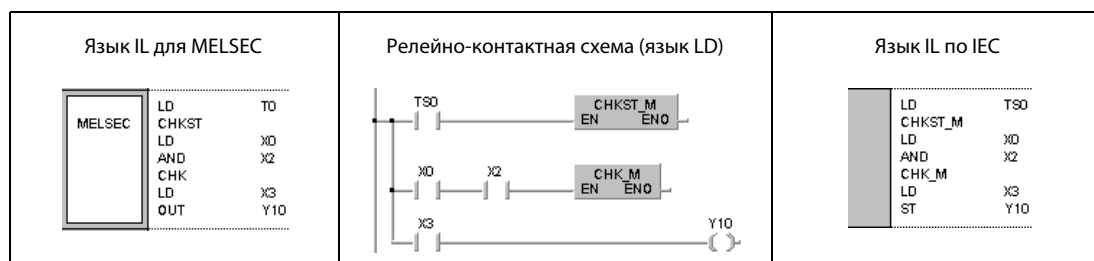 Язык IL для MELSEC
MELSEC
LD T0
CHKST
LD X0
AND X2
CHK
LD X3
OUT Y10
Релейно-контактная схема (язык LD)
TS0
CHKST_M
EN ENO
X0 X2
CHK_M
EN ENO
X3 Y10
Язык IL по IEC
LD TS0
CHKST_M
LD X0
AND X2
CHK_M
LD X3
ST Y10